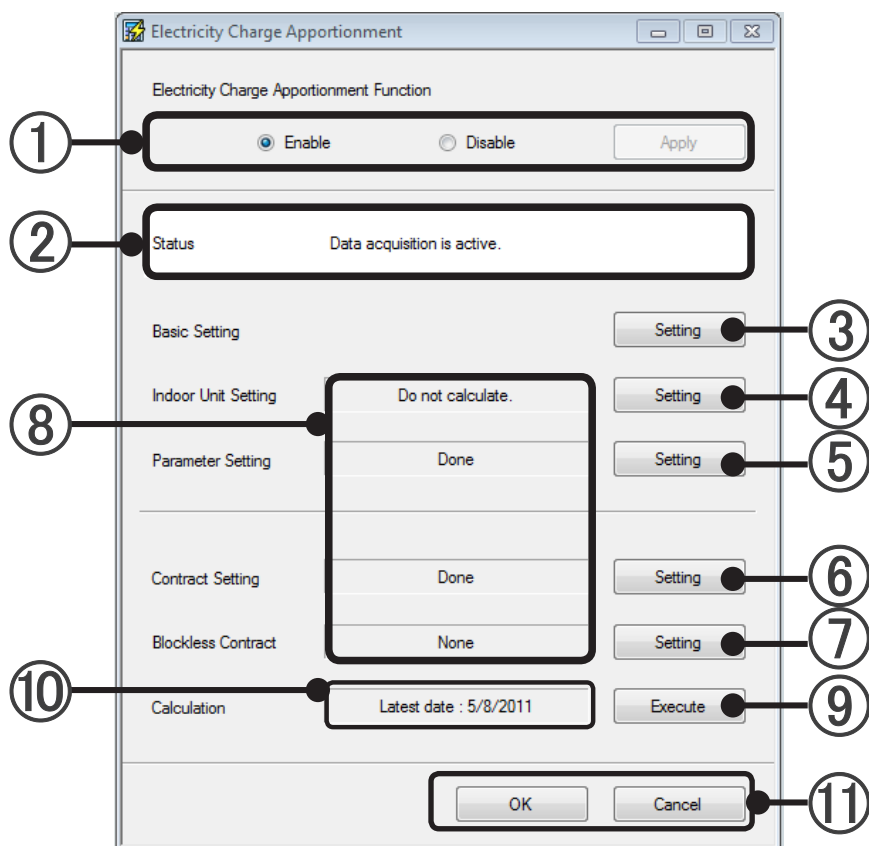 Electricity Charge Apportionment
Electricity Charge Apportionment Function
① Enable Disable Apply
② Status Data acquisition is active.
Basic Setting Setting ③
Indoor Unit Setting Do not calculate. Setting ④
⑧
Parameter Setting Done Setting ⑤
Contract Setting Done Setting ⑥
Blockless Contract None Setting ⑦
⑩ Calculation Latest date : 5/8/2011 Execute ⑨
OK Cancel ⑪